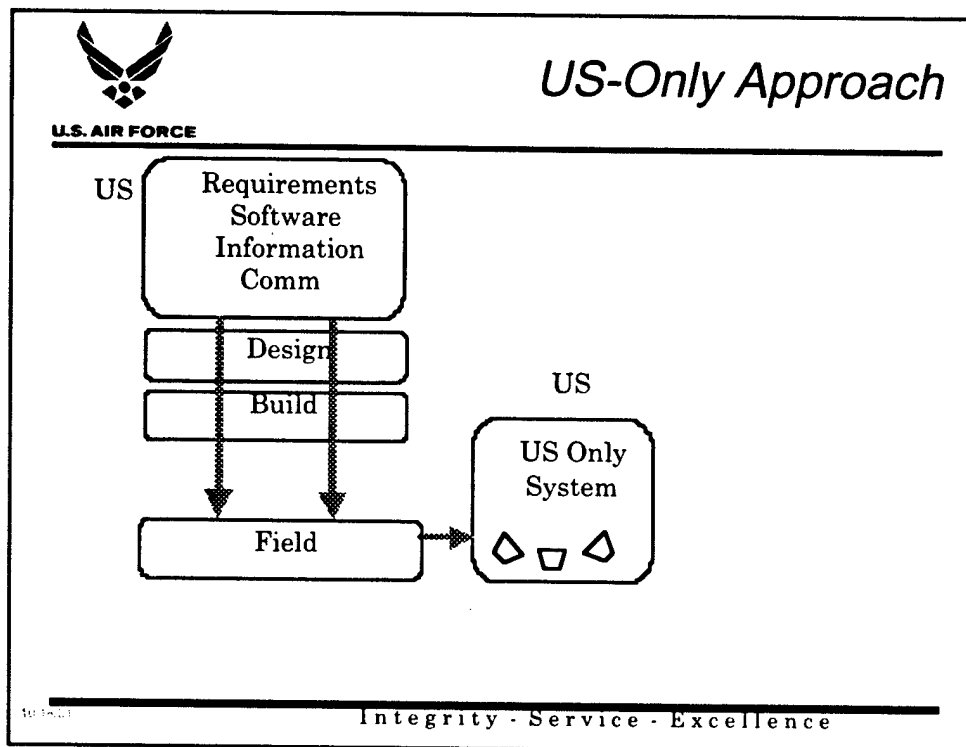 US-Only Approach
U.S. AIR FORCE
US
Requirements
Software
Information
Comm
Design
Build
Field
US
US Only
System
Integrity - Service - Excellence